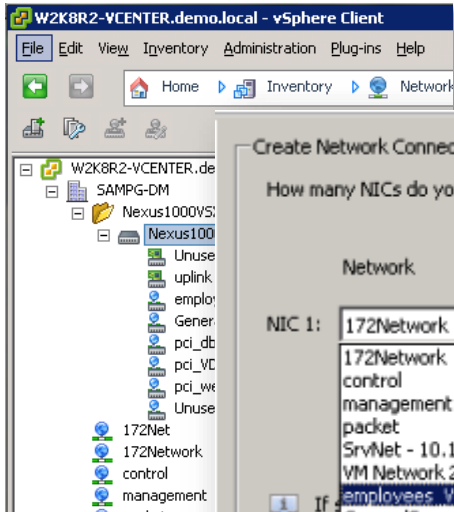 W2K8R2-VCENTER.demo.local - vSphere Client
File Edit View Inventory Administration Plug-ins Help
Home Inventory Network
W2K8R2-VCENTER.de
SAMPG-DM
Nexus1000VS
Nexus100
Unuse
uplink
employ
Gener
pci_db
pci_VD
pci_we
Unuse
172Net
172Network
control
management
Create Network Connec
How many NICs do yo
Network
NIC 1: 172Network
172Network
control
management
packet
SrvNet - 10.1
VM Network 2
employees_V
1 If